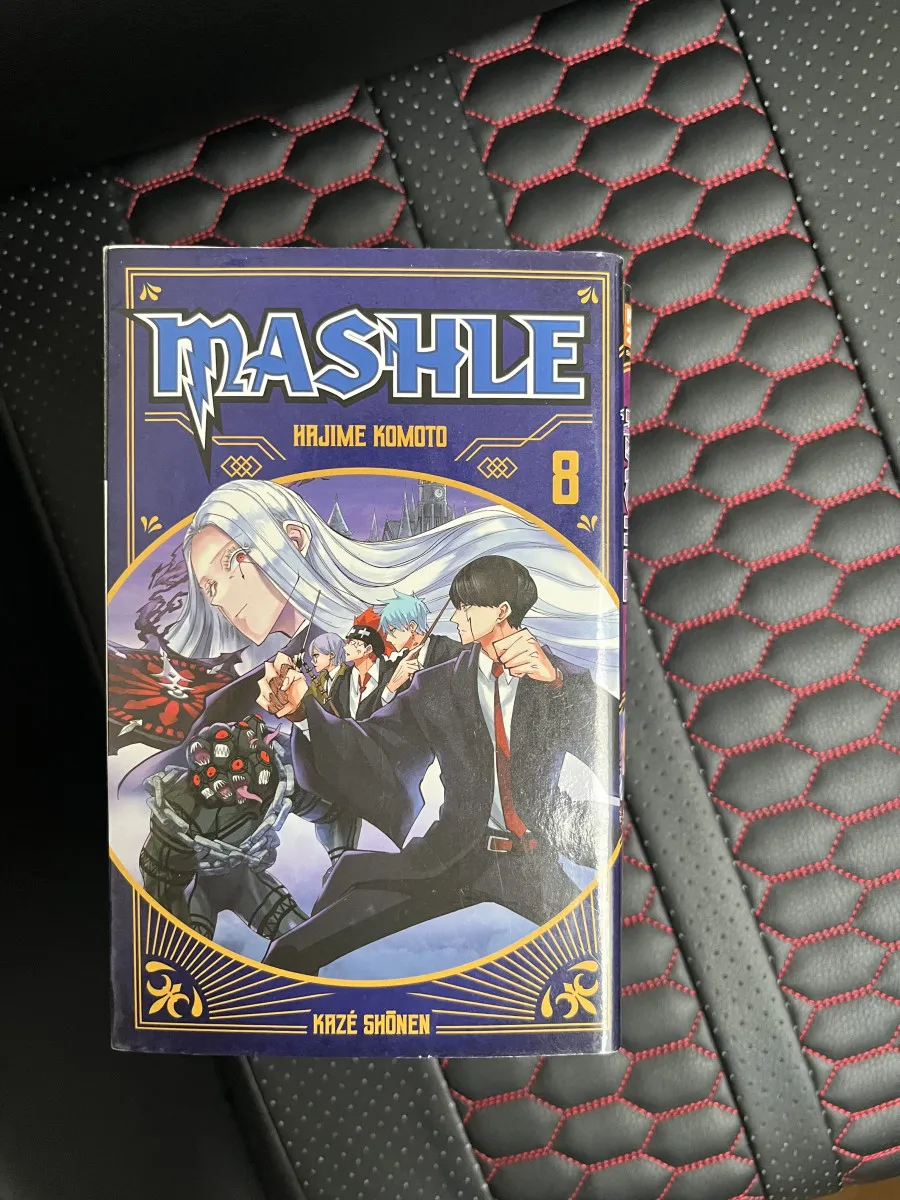 MASHLE
HAJIME KOMOTO
8
KAZÉ SHŌNEN